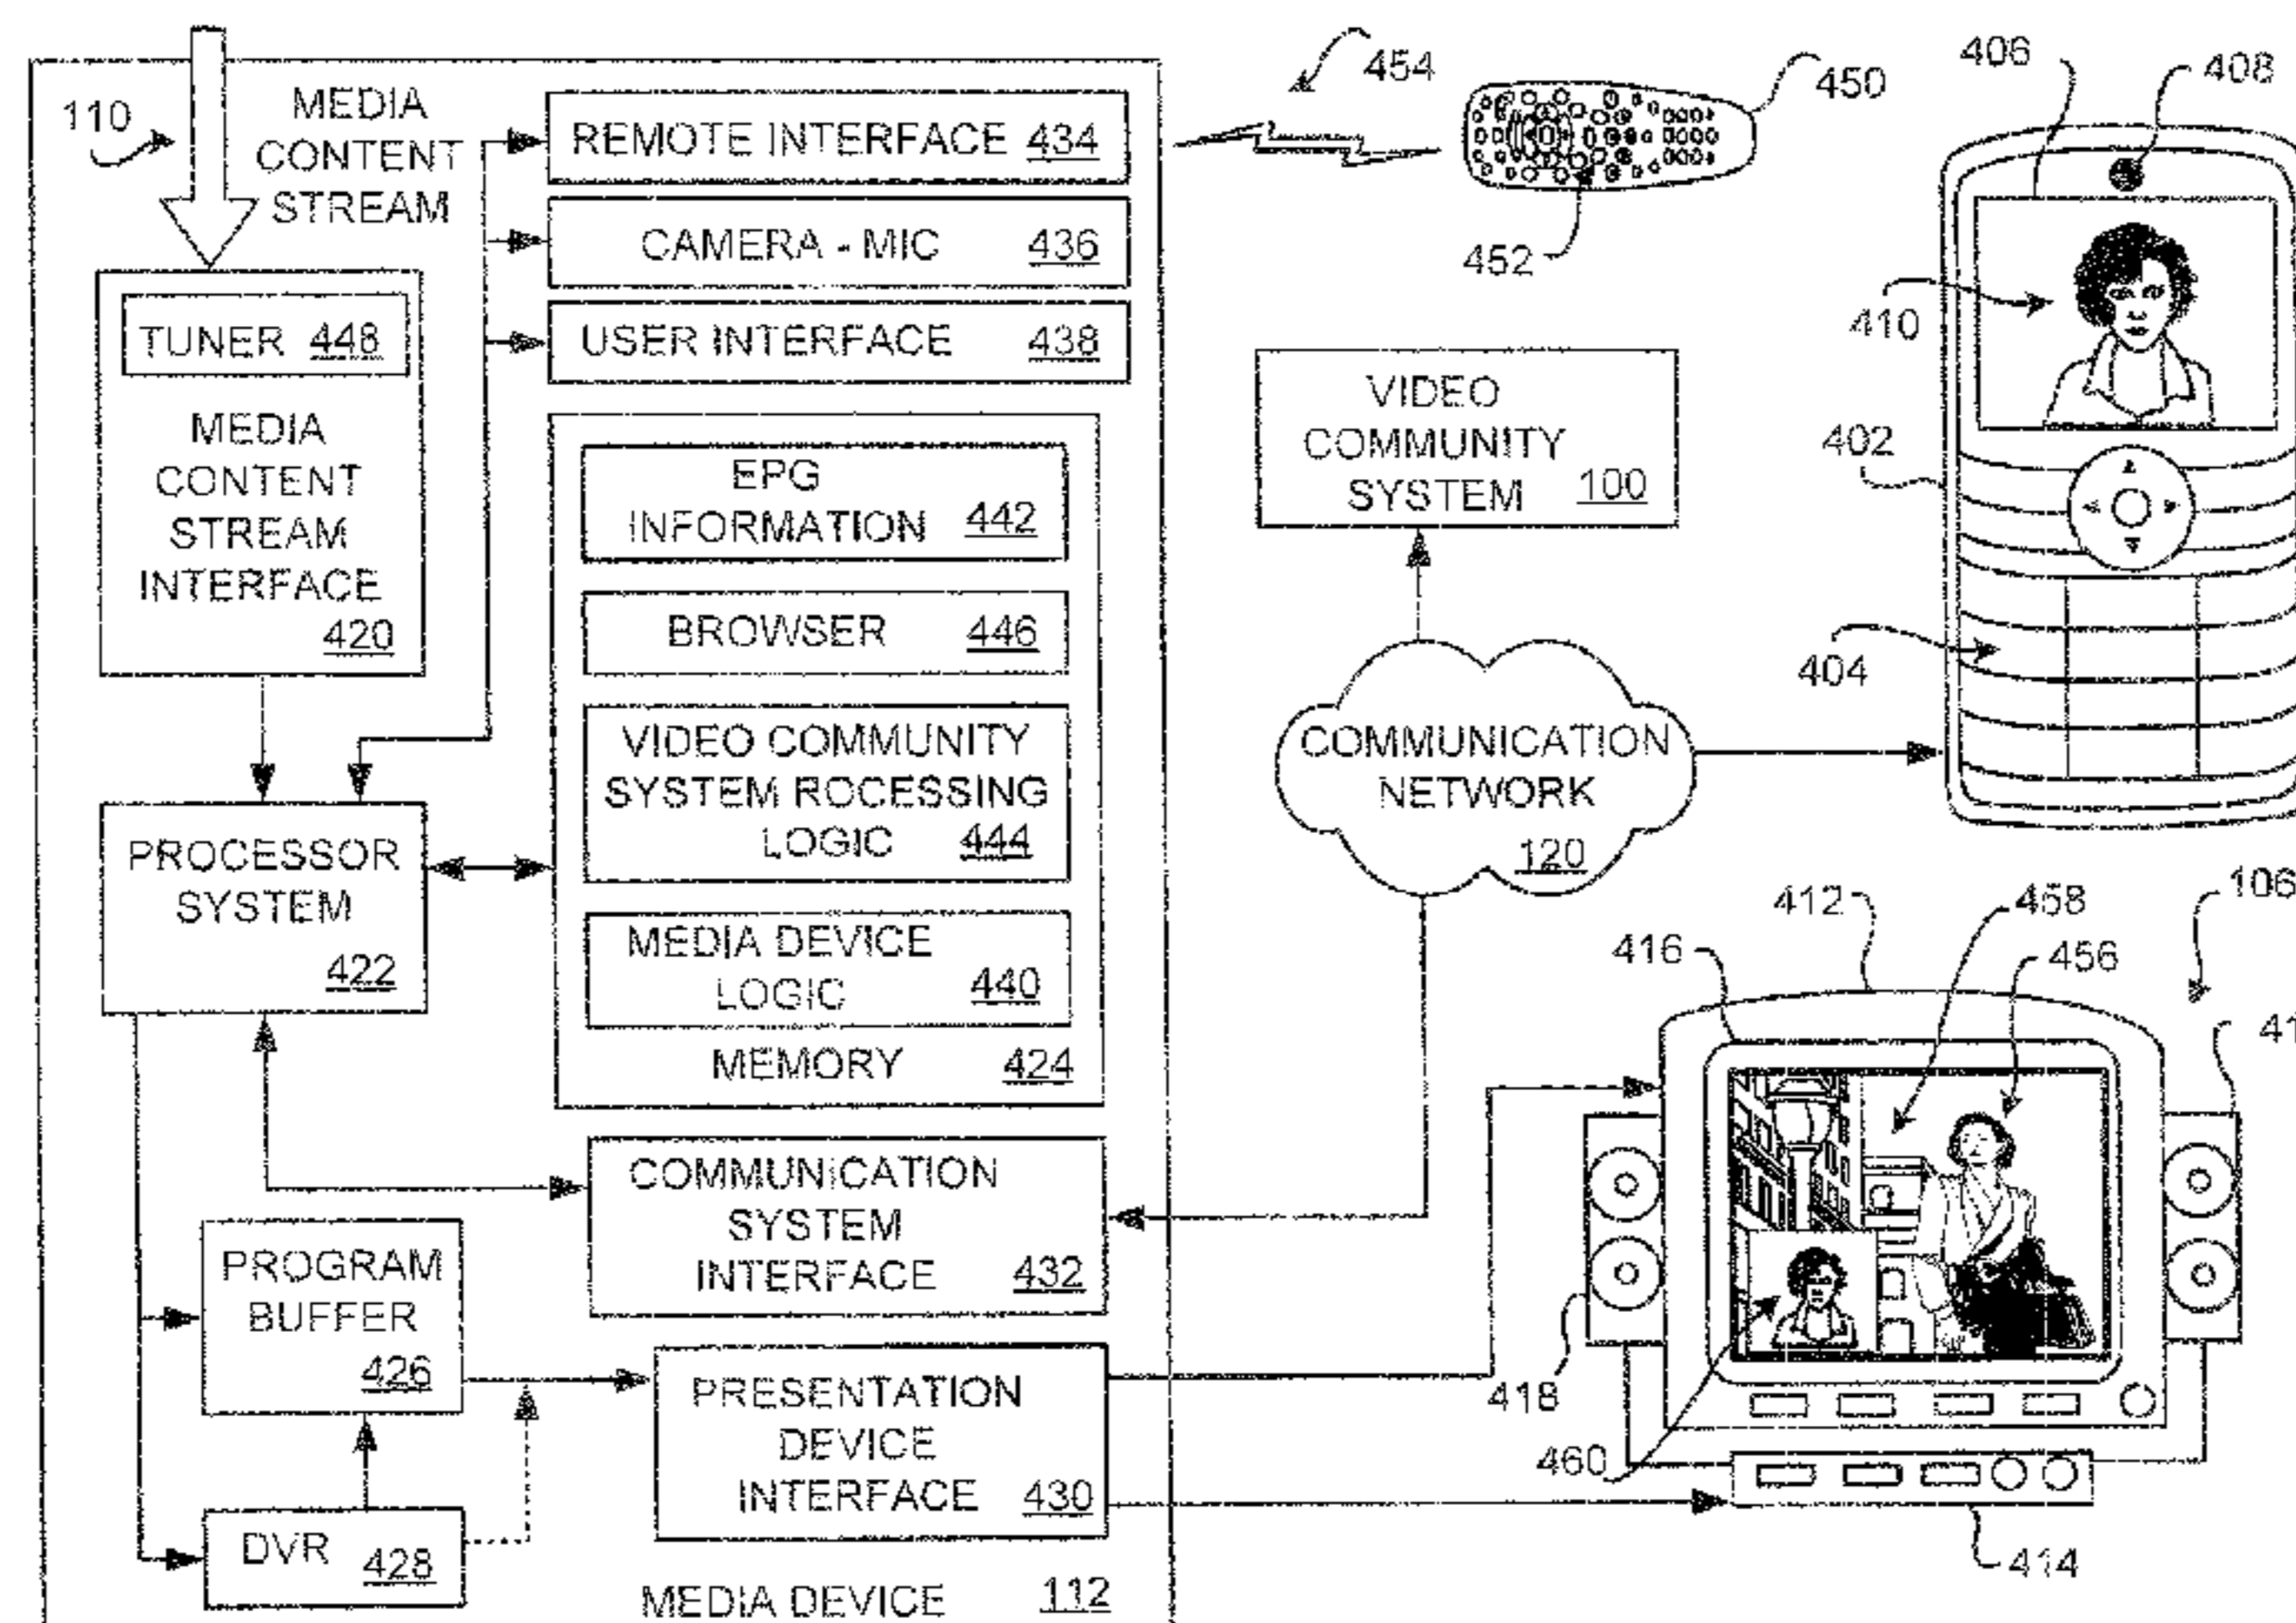 110
MEDIA
CONTENT
STREAM
TUNER 448
MEDIA
CONTENT
STREAM
INTERFACE
420
PROCESSOR
SYSTEM
422
PROGRAM
BUFFER
426
DVR 428
REMOTE INTERFACE 434
CAMERA - MIC 436
USER INTERFACE 438
EPG
INFORMATION 442
BROWSER 446
VIDEO COMMUNITY
SYSTEM ROCESSING
LOGIC 444
MEDIA DEVICE
LOGIC 440
MEMORY 424
COMMUNICATION
SYSTEM
INTERFACE 432
PRESENTATION
DEVICE
INTERFACE 430
MEDIA DEVICE 112
454
450
452
VIDEO
COMMUNITY
SYSTEM 100
COMMUNICATION
NETWORK
120
406
408
410
402
404
412
458
106
416
456
41
418
460
414